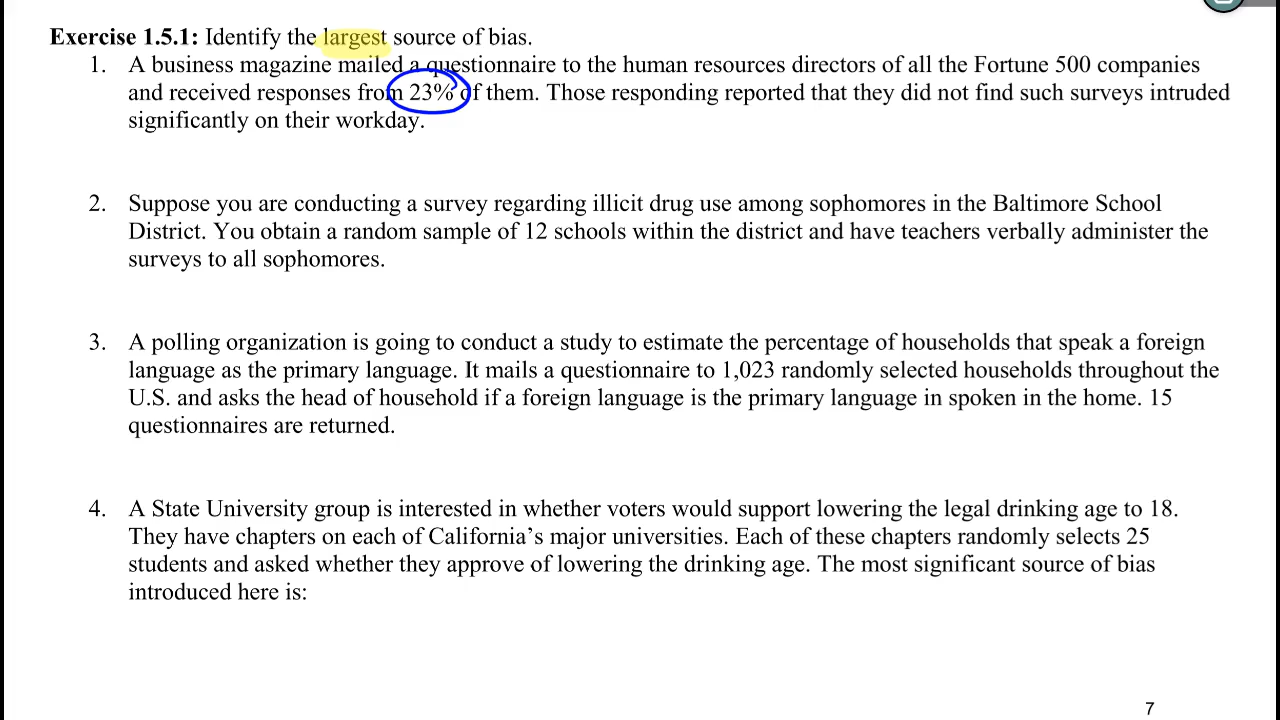 Exercise 1.5.1: Identify the largest source of bias.
1. A business magazine mailed a questionnaire to the human resources directors of all the Fortune 500 companies
and received responses from 23% of them. Those responding reported that they did not find such surveys intruded
significantly on their workday.
2. Suppose you are conducting a survey regarding illicit drug use among sophomores in the Baltimore School
District. You obtain a random sample of 12 schools within the district and have teachers verbally administer the
surveys to all sophomores.
3. A polling organization is going to conduct a study to estimate the percentage of households that speak a foreign
language as the primary language. It mails a questionnaire to 1,023 randomly selected households throughout the
U.S. and asks the head of household if a foreign language is the primary language in spoken in the home. 15
questionnaires are returned.
4. A State University group is interested in whether voters would support lowering the legal drinking age to 18.
They have chapters on each of California’s major universities. Each of these chapters randomly selects 25
students and asked whether they approve of lowering the drinking age. The most significant source of bias
introduced here is:
7